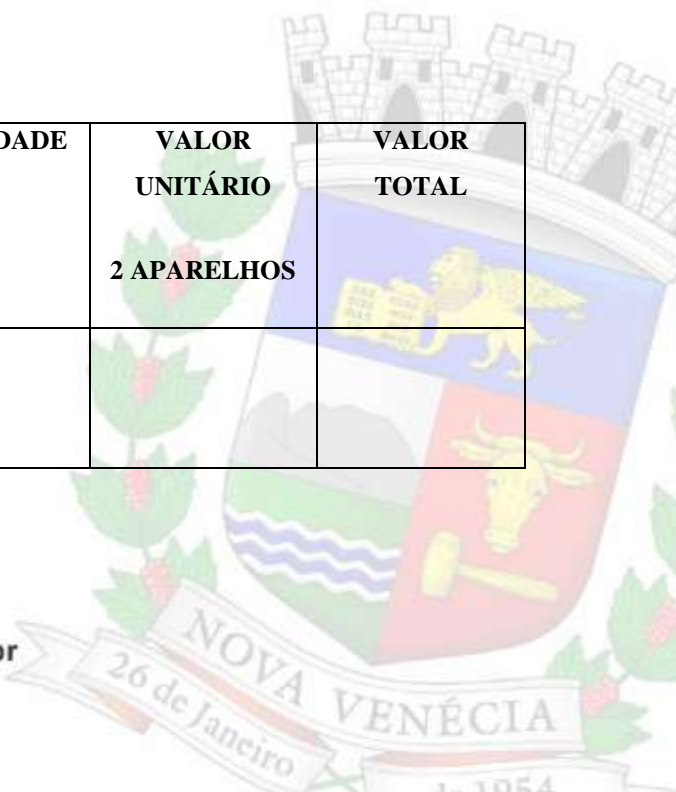 DADE VALOR VALOR
UNITÁRIO TOTAL
2 APARELHOS
or
NOVA VENÉCIA
26 de Janeiro
de 1954